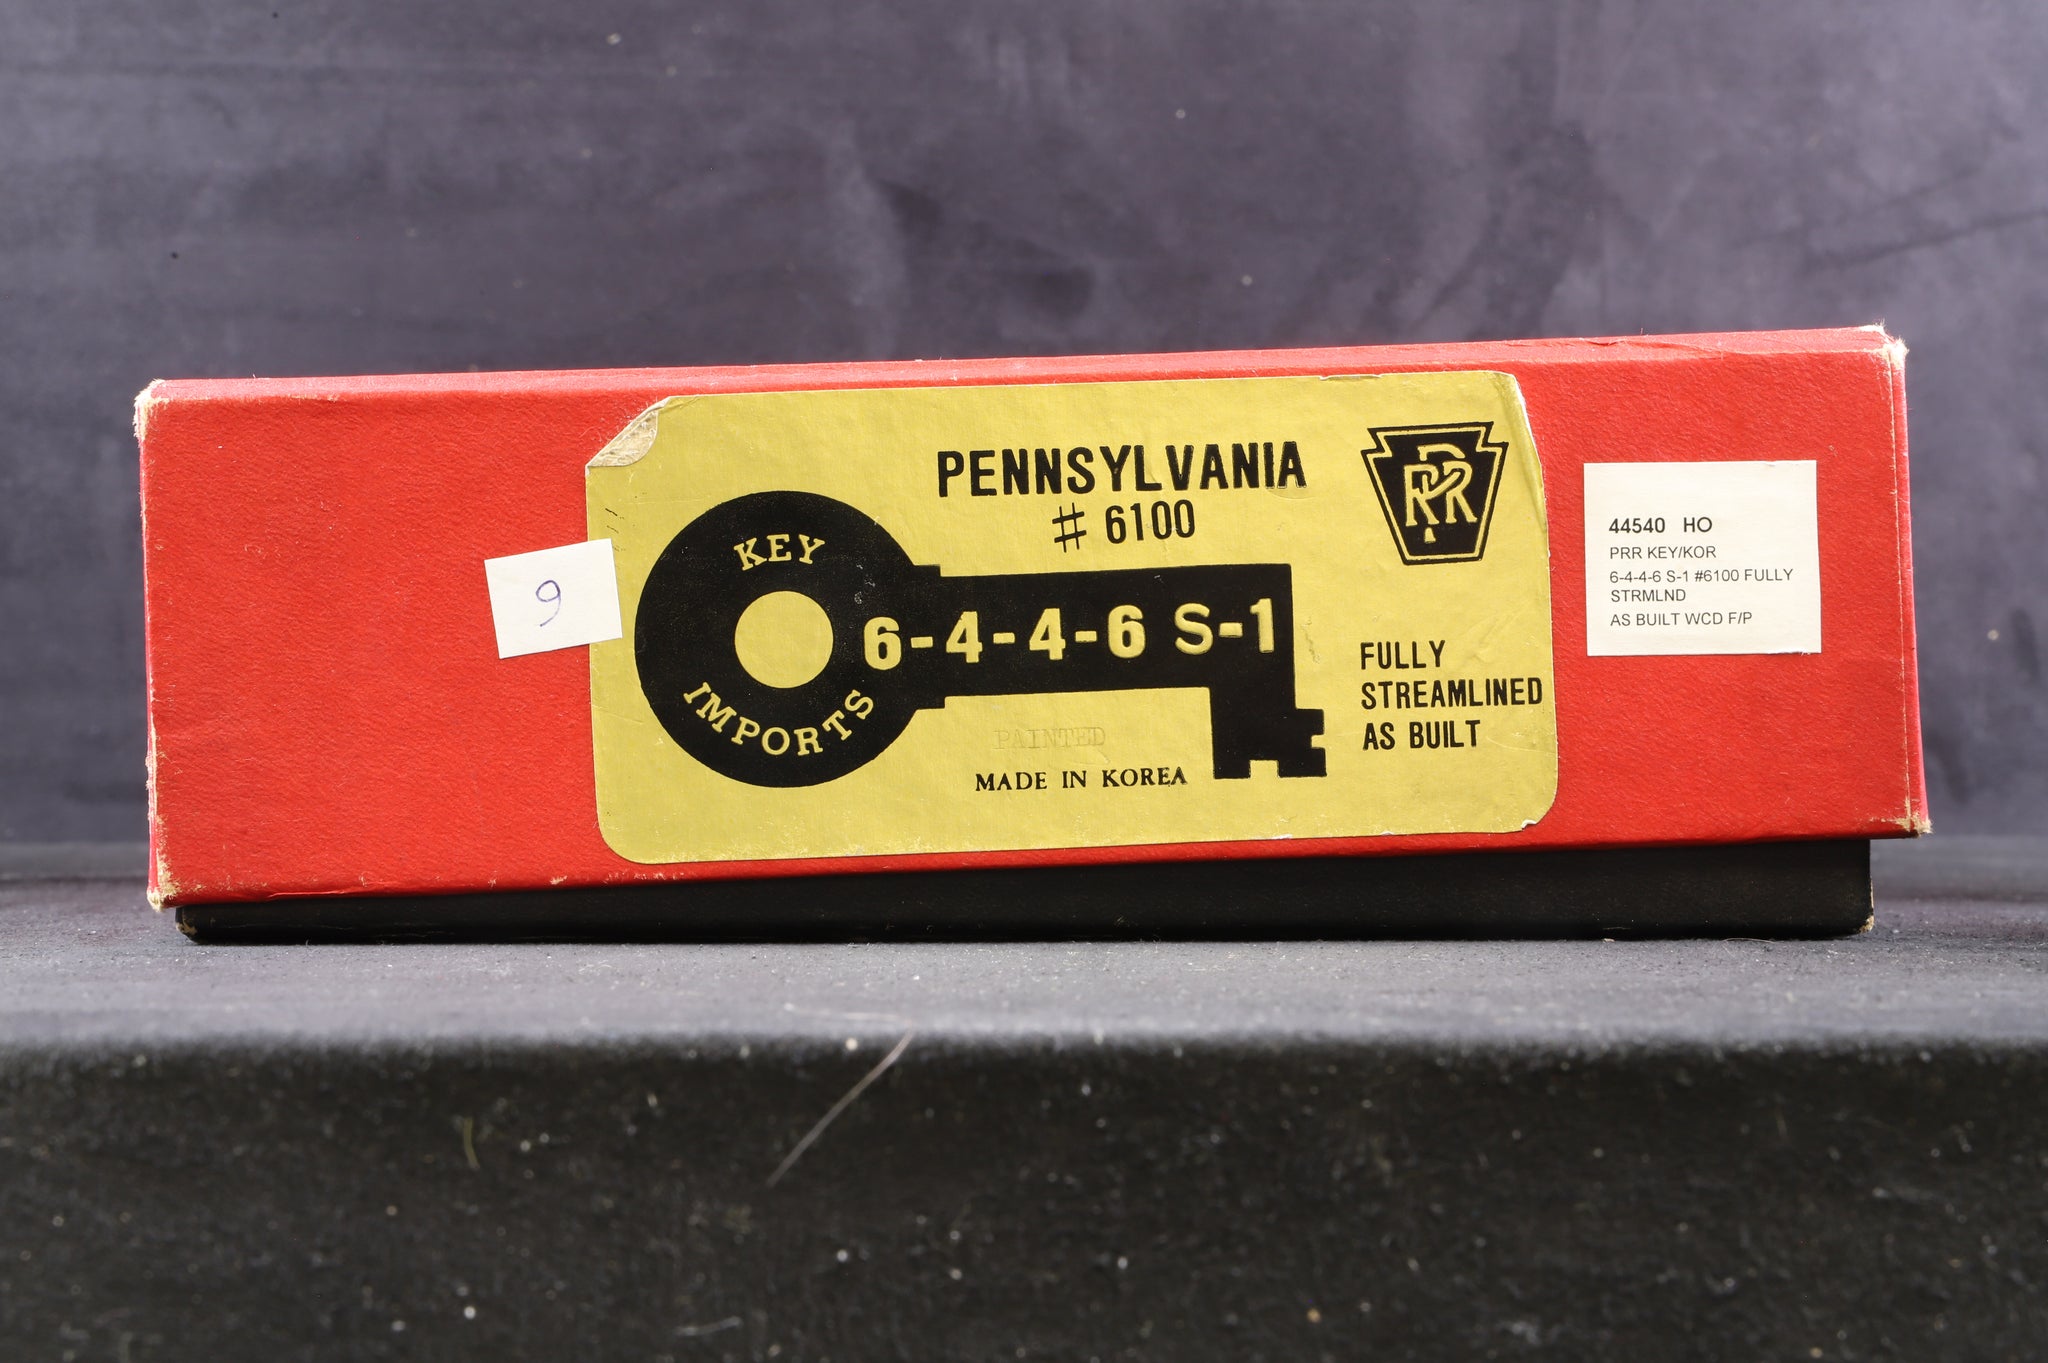 PENNSYLVANIA
# 6100
PRR
KEY
IMPORTS
6-4-4-6 S-1
FULLY
STREAMLINED
AS BUILT
PAINTED
MADE IN KOREA
9
44540 HO
PRR KEY/KOR
6-4-4-6 S-1 #6100 FULLY
STRMLND
AS BUILT WCD F/P